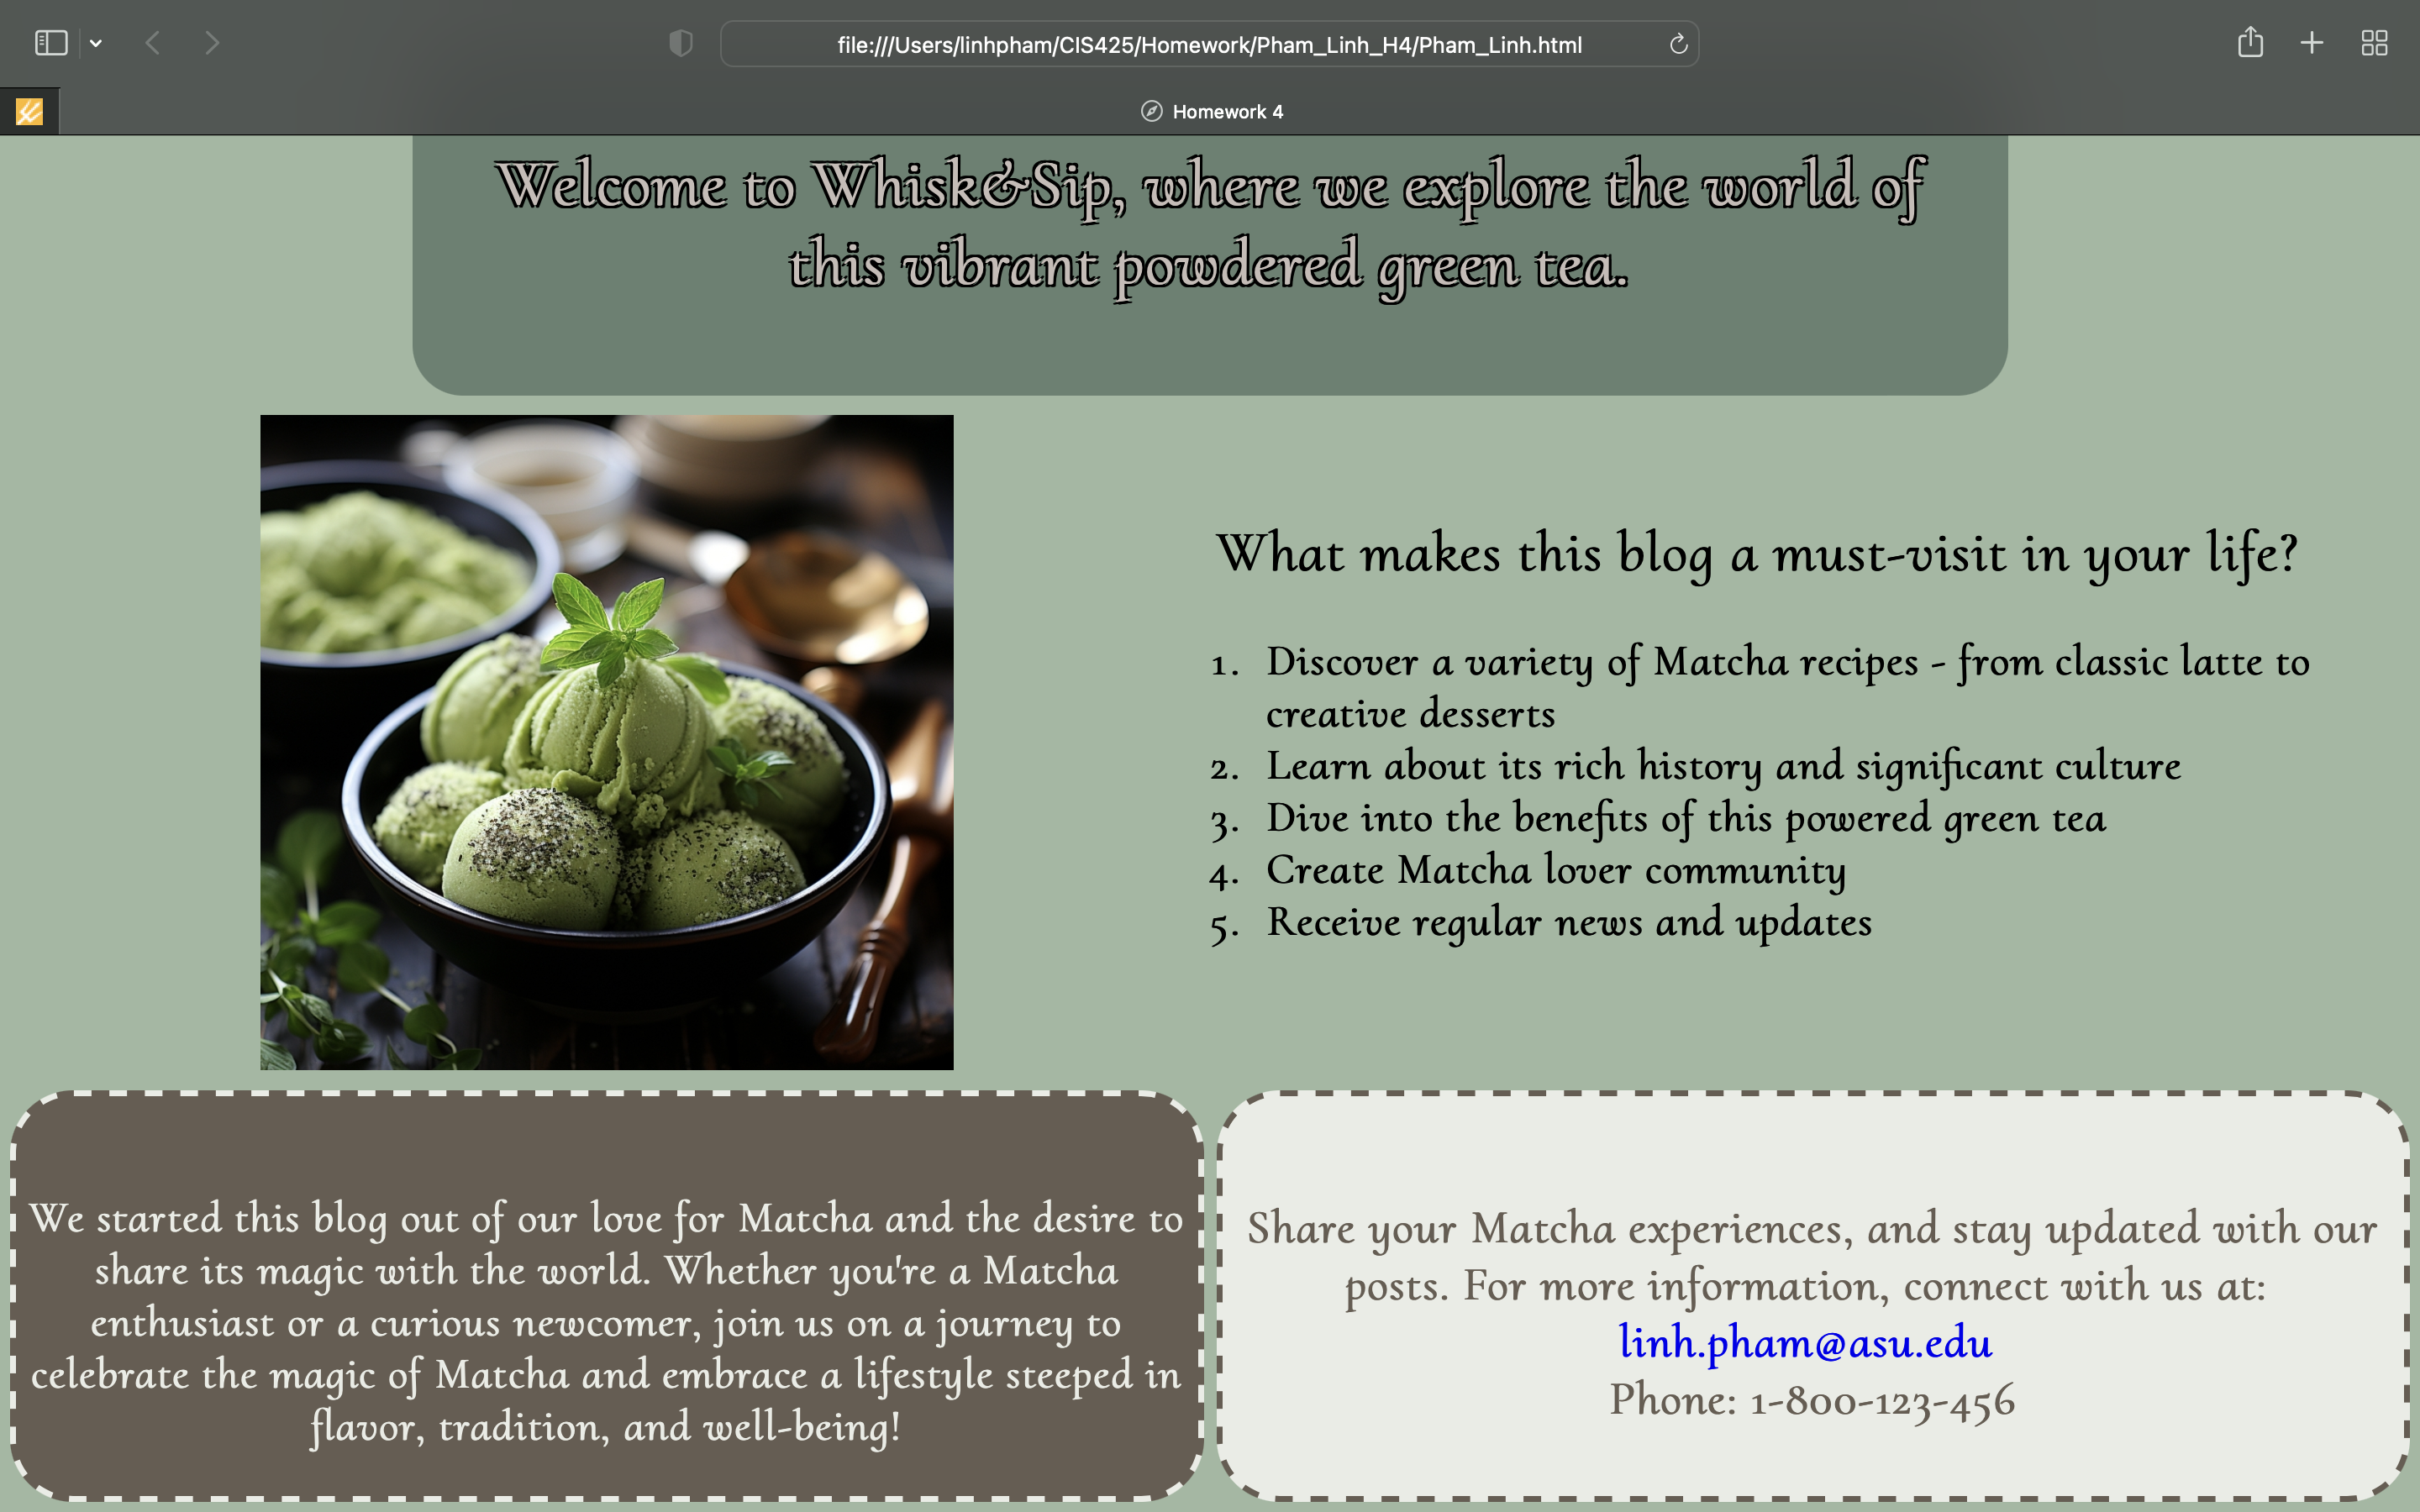 file:///Users/linhpham/CIS425/Homework/Pham_Linh_H4/Pham_Linh.html
Homework 4
Welcome to Whisk&Sip, where we explore the world of
this vibrant powdered green tea.
What makes this blog a must-visit in your life?
1. Discover a variety of Matcha recipes - from classic latte to
creative desserts
2. Learn about its rich history and significant culture
3. Dive into the benefits of this powered green tea
4. Create Matcha lover community
5. Receive regular news and updates
We started this blog out of our love for Matcha and the desire to
share its magic with the world. Whether you're a Matcha
enthusiast or a curious newcomer, join us on a journey to
celebrate the magic of Matcha and embrace a lifestyle steeped in
flavor, tradition, and well-being!
Share your Matcha experiences, and stay updated with our
posts. For more information, connect with us at:
linh.pham@asu.edu
Phone: 1-800-123-456